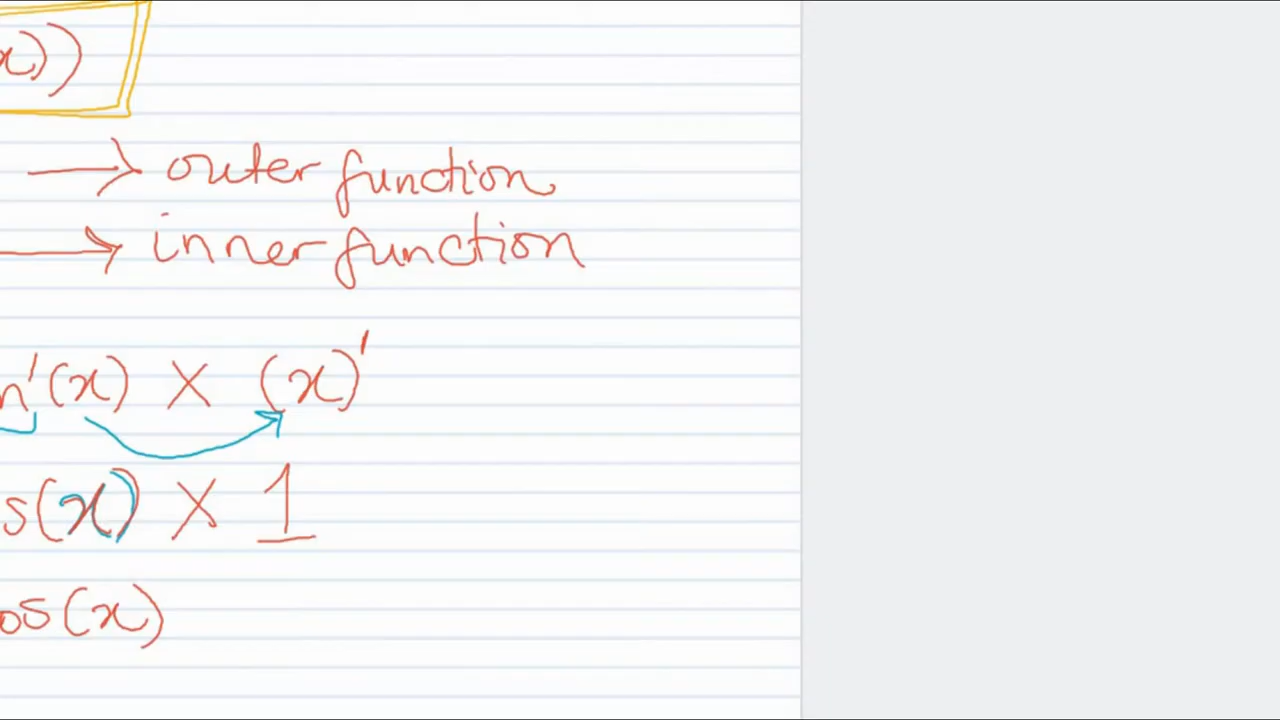 x))
→ outer function
→ inner function
n'(x) X (x)'
s(x) X 1
os(x)